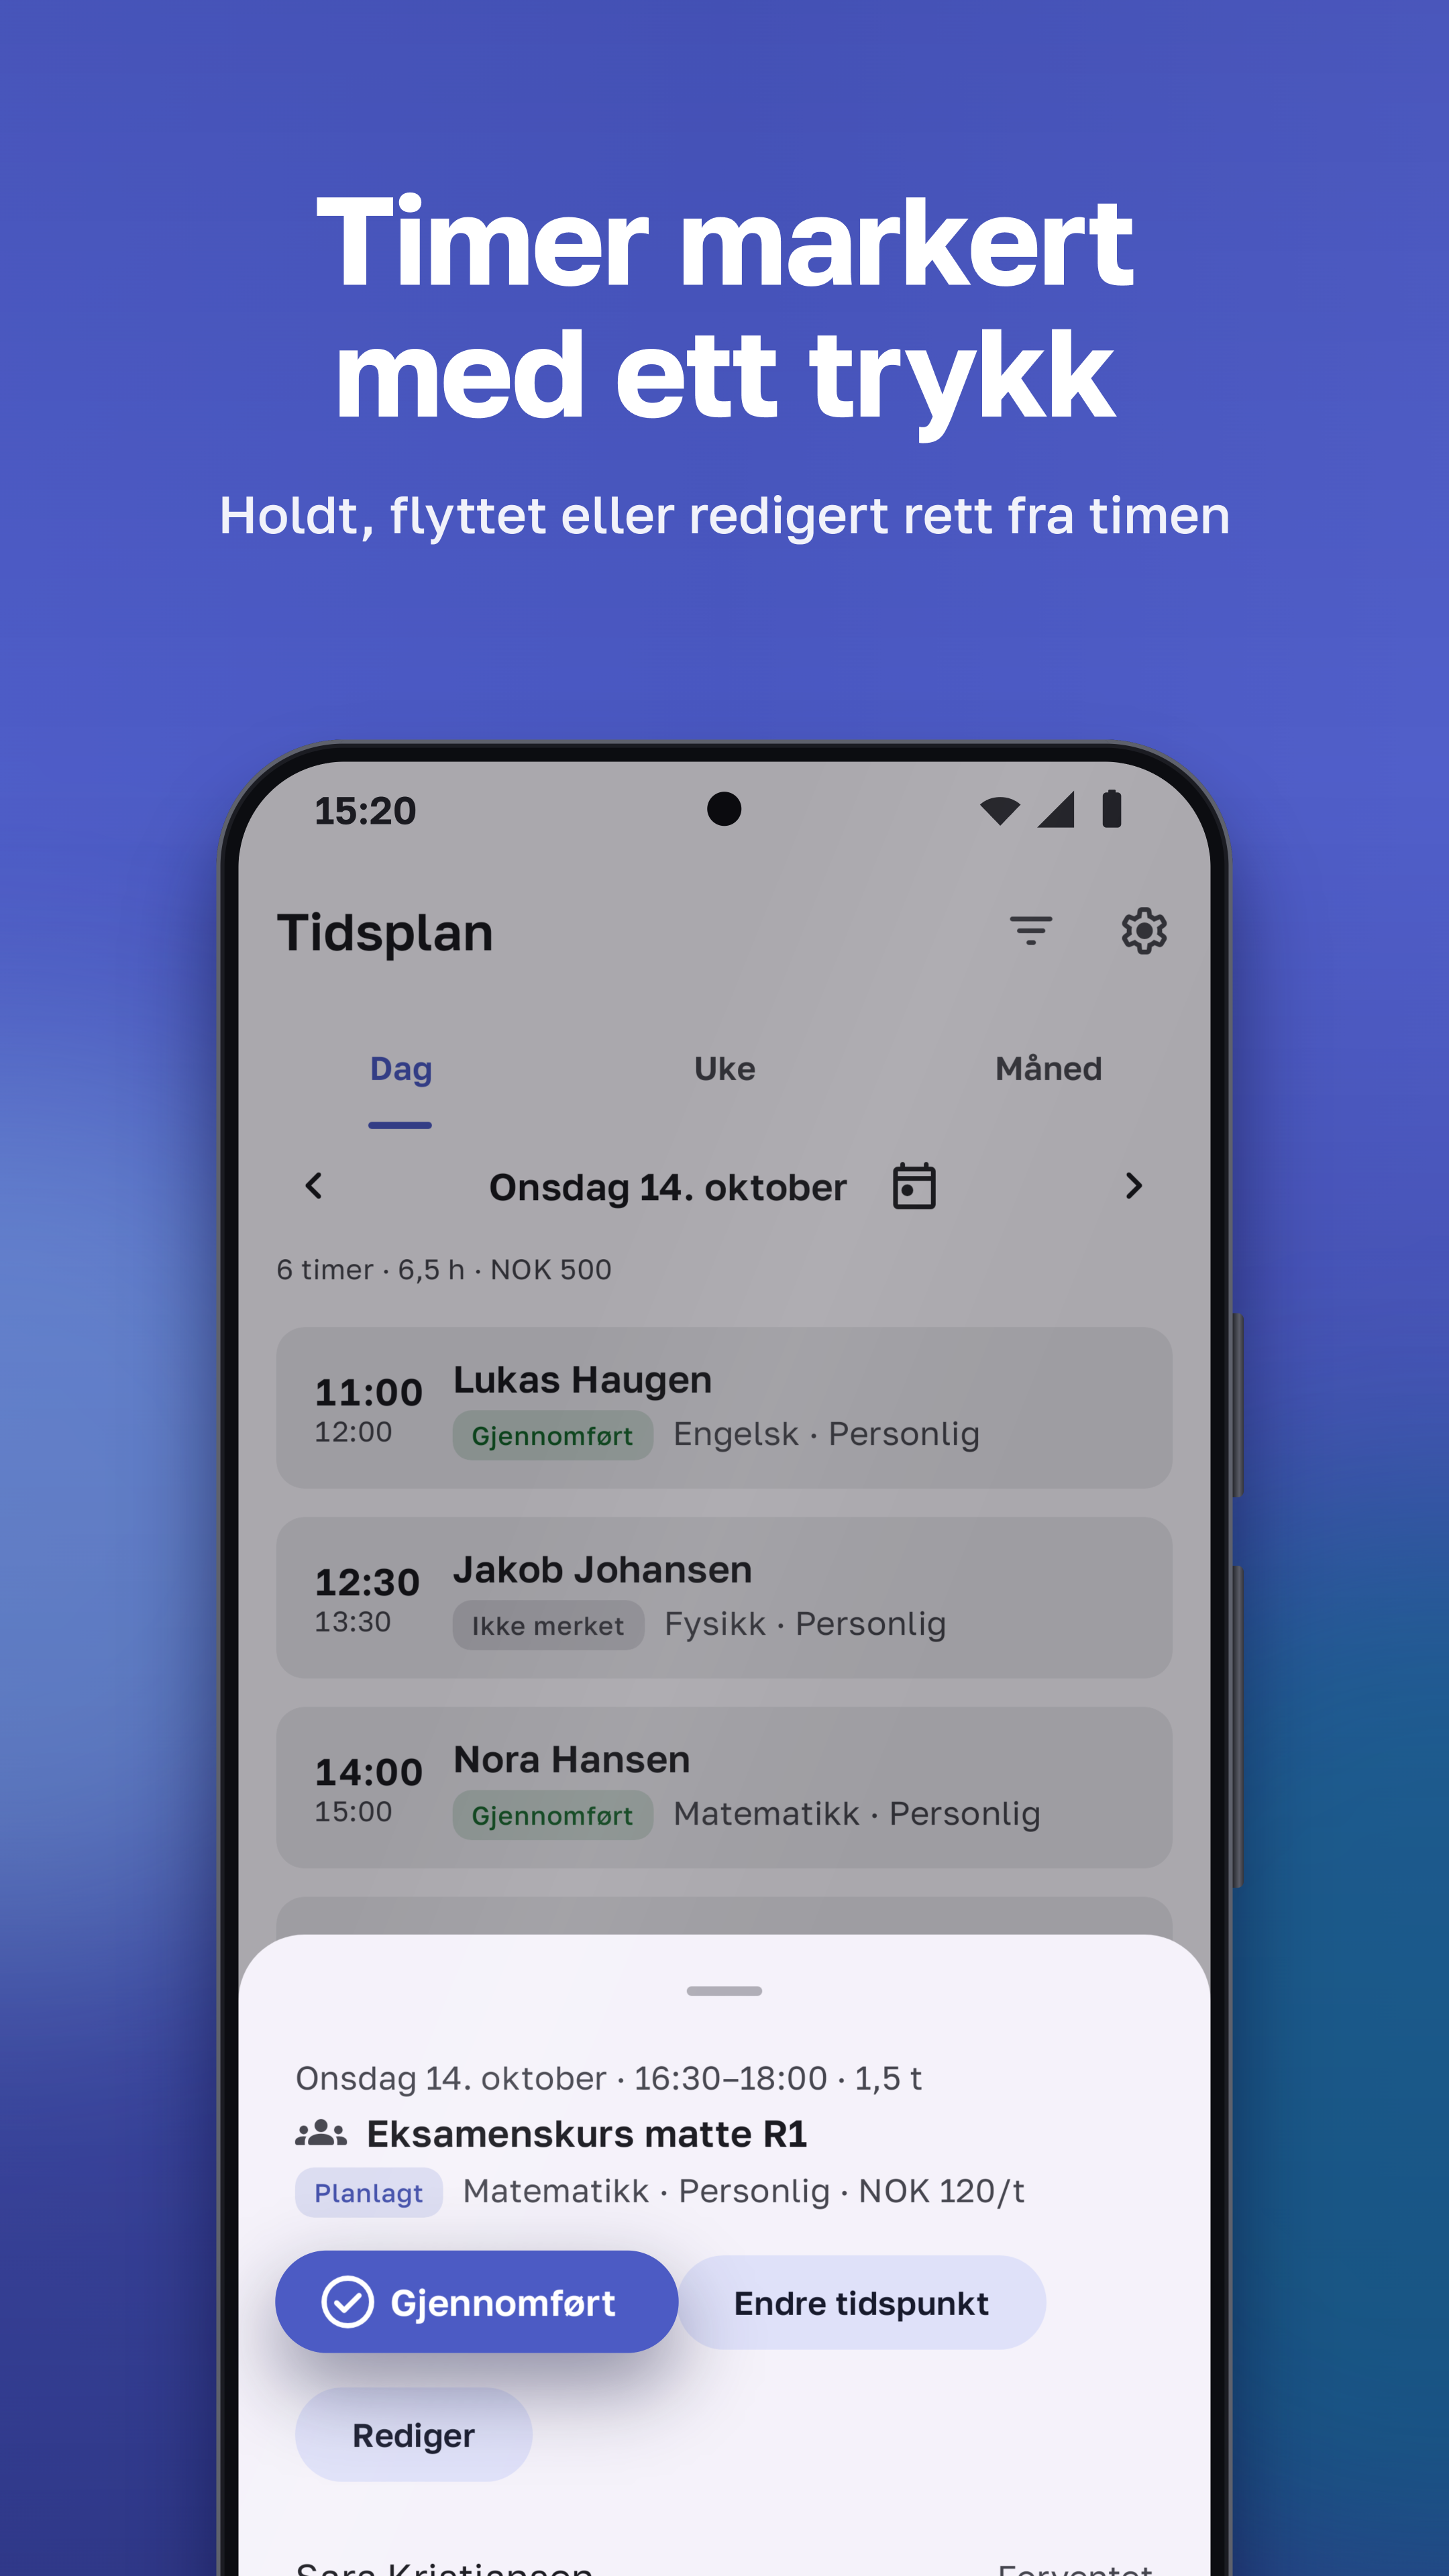 Timer markert
med ett trykk
Holdt, flyttet eller redigert rett fra timen
15:20
Tidsplan
Dag Uke Måned
Onsdag 14. oktober
6 timer · 6,5 h · NOK 500
11:00 Lukas Haugen
12:00 Gjennomført Engelsk · Personlig
12:30 Jakob Johansen
13:30 Ikke merket Fysikk · Personlig
14:00 Nora Hansen
15:00 Gjennomført Matematikk · Personlig
Onsdag 14. oktober · 16:30–18:00 · 1,5 t
Eksamenskurs matte R1
Planlagt Matematikk · Personlig · NOK 120/t
Gjennomført Endre tidspunkt
Rediger
Sara Kristiansen Forventet